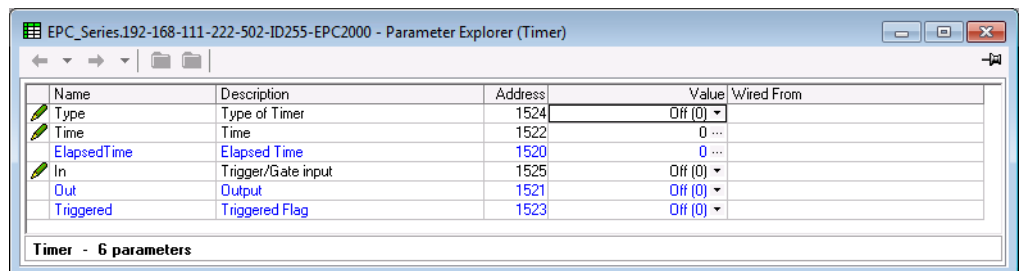 EPC_Series.192-168-111-222-502-ID255-EPC2000 - Parameter Explorer (Timer)
Name Description Address Value Wired From
Type Type of Timer 1524 Off (0)
Time Time 1522 0 ...
ElapsedTime Elapsed Time 1520 0 ...
In Trigger/Gate input 1525 Off (0)
Out Output 1521 Off (0)
Triggered Triggered Flag 1523 Off (0)
Timer - 6 parameters